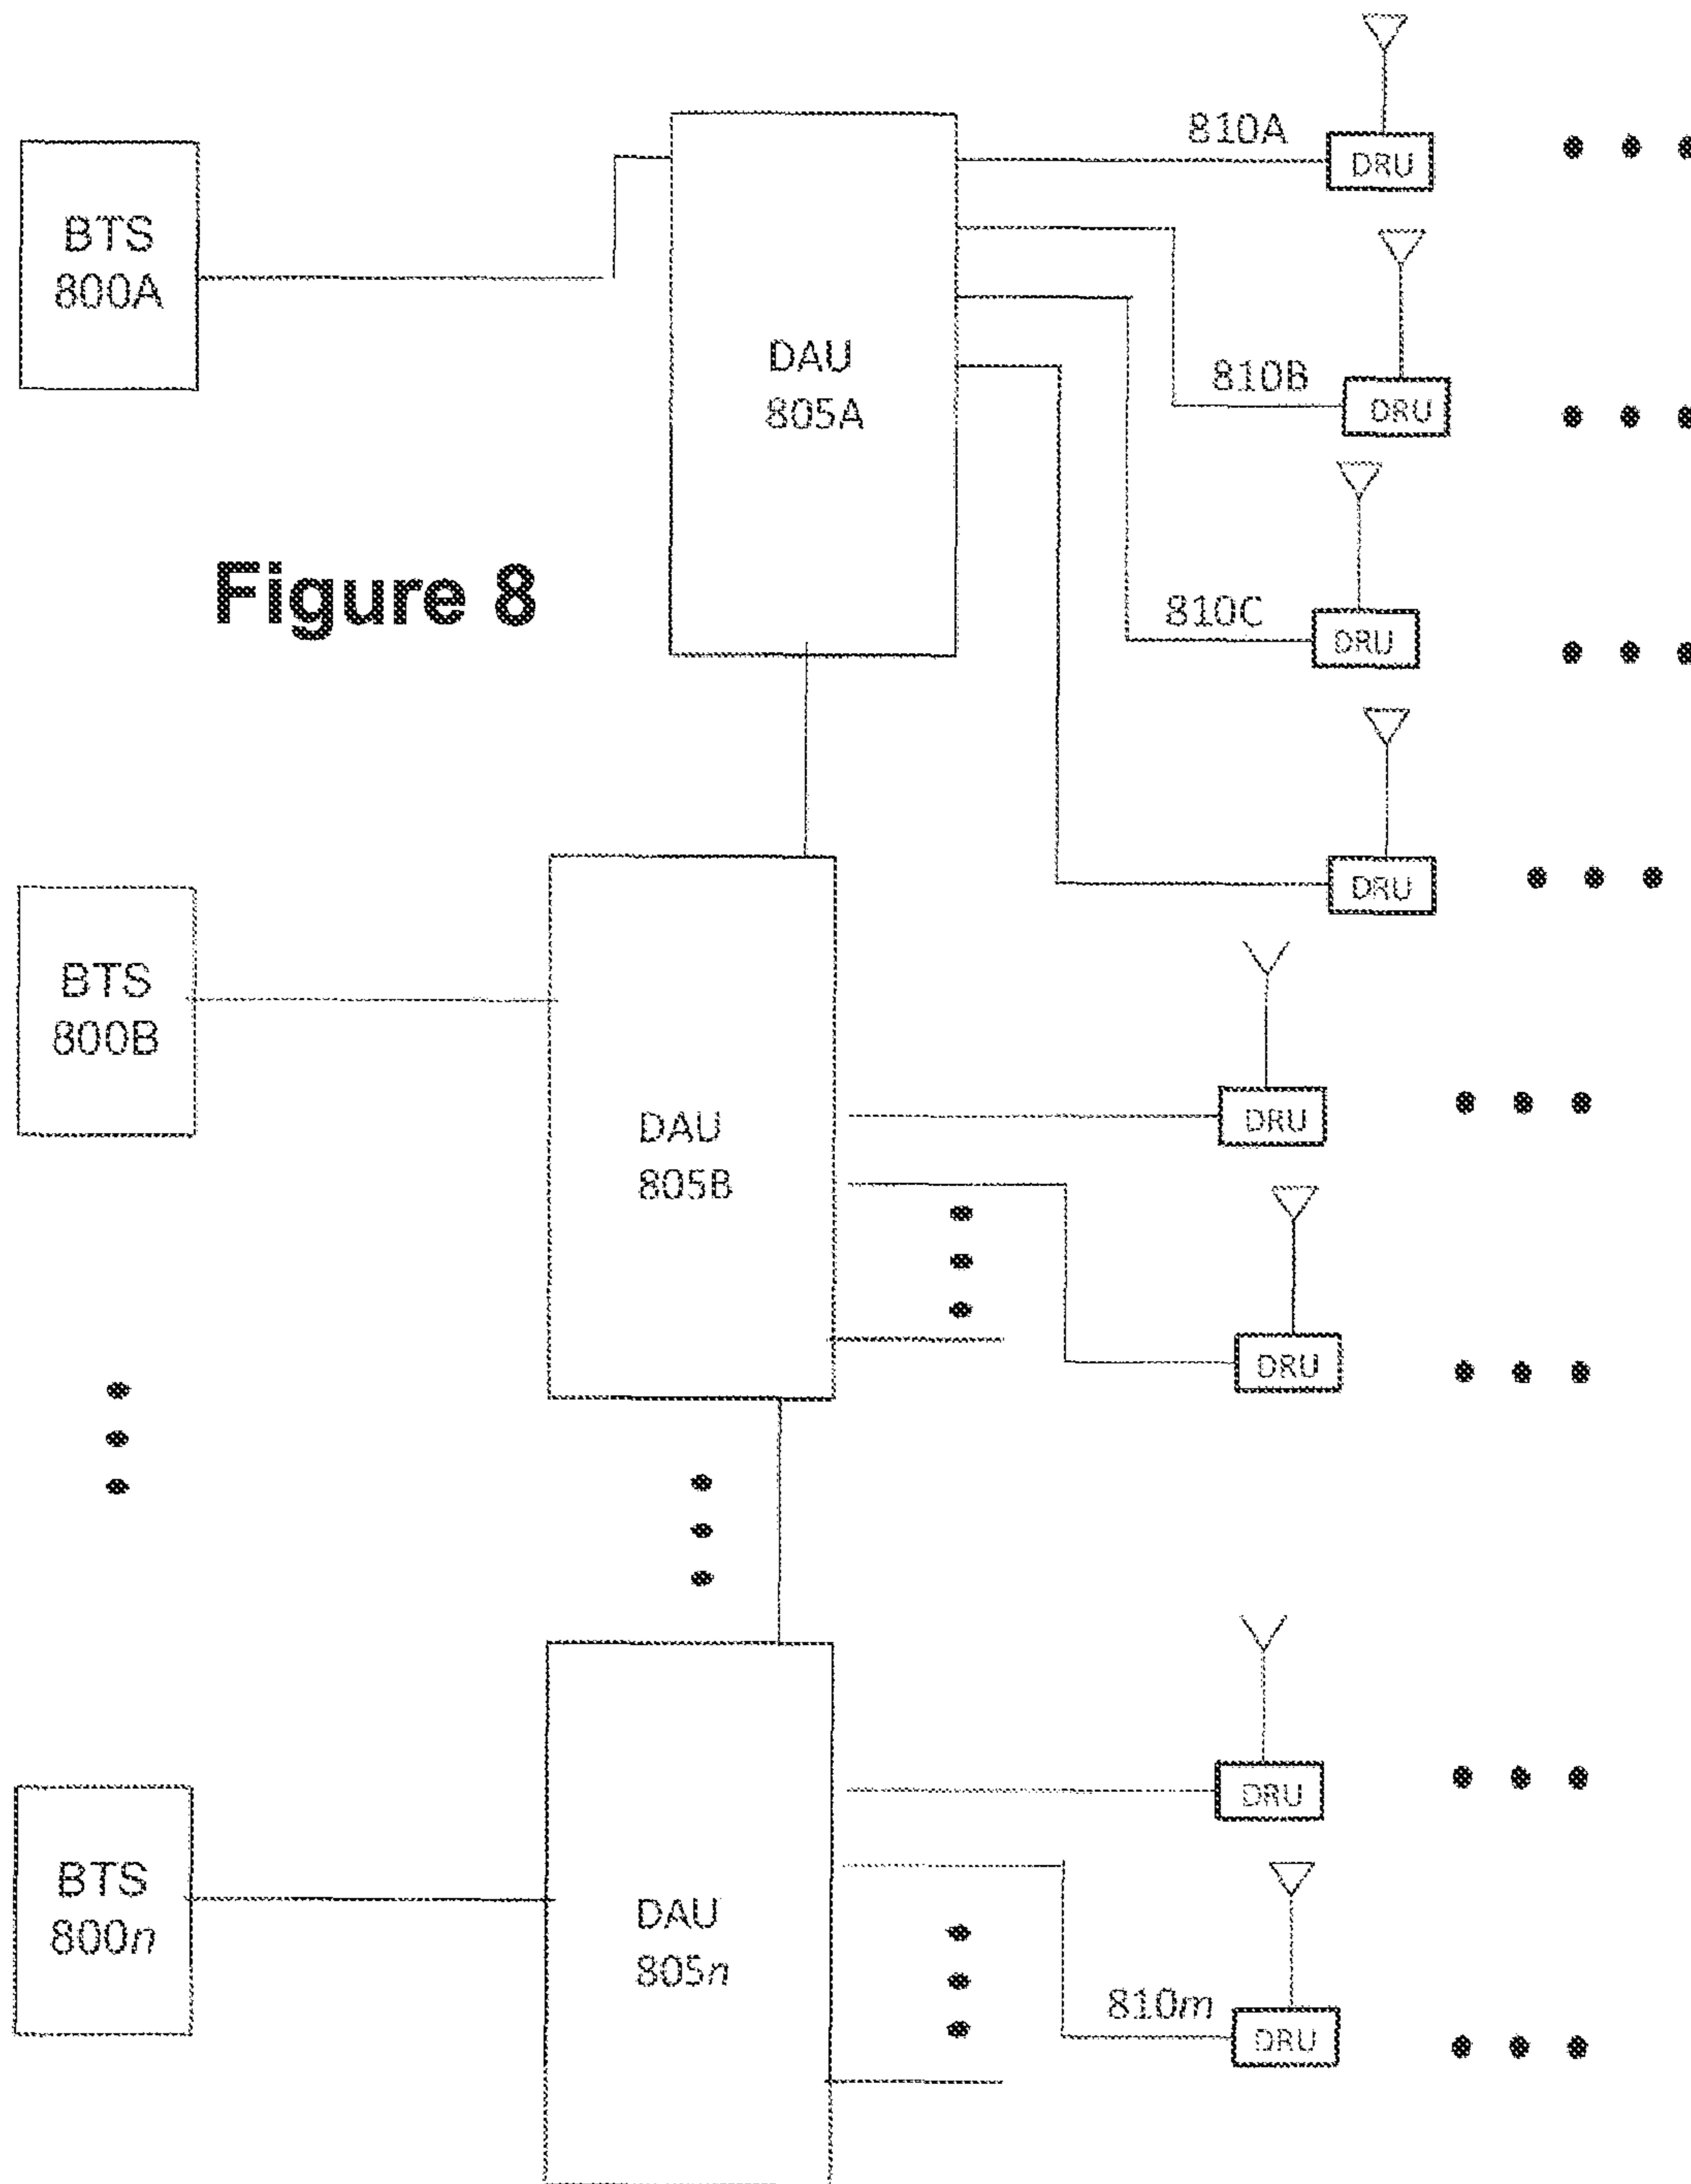 810A
DRU
BTS
800A
DAU
805A
810B
DRU
Figure 8
810C
DRU
DRU
BTS
800B
DAU
805B
DRU
DRU
DRU
BTS
800n
DAU
805n
810m
DRU